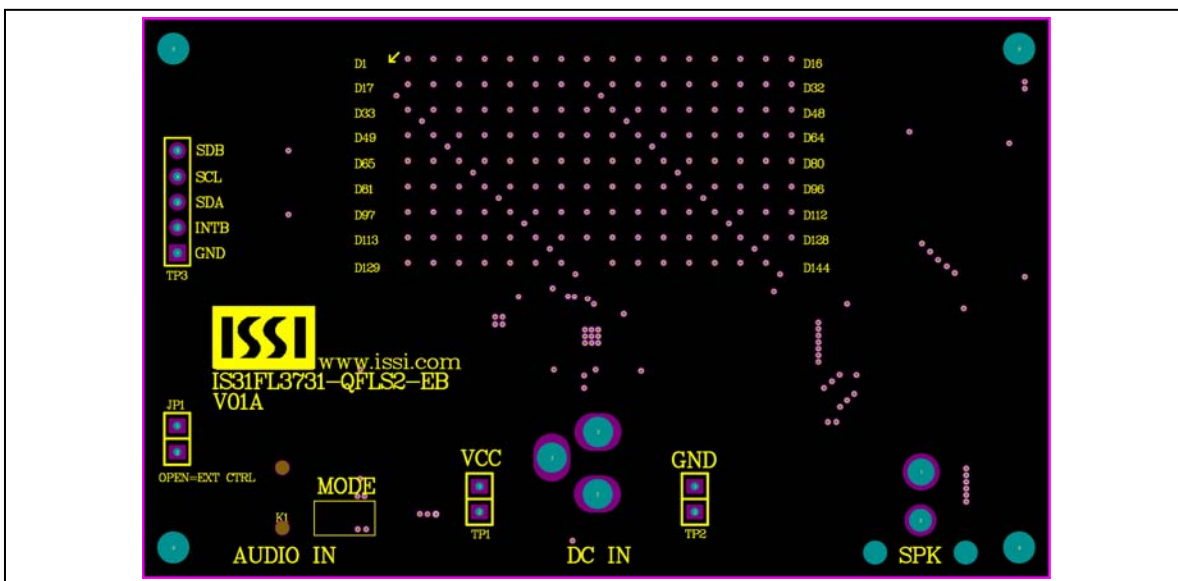 D1 D16
D17 D32
D33 D48
D49 D64
D65 D80
D81 D96
D97 D112
D113 D128
D129 D144
SDB
SCL
SDA
INTB
GND
TP3
ISSI
www.issi.com
IS31FL3731-QFLS2-EB
V01A
JP1
OPEN=EXT CTRL
VCC
GND
MODE
K1
TP1
TP2
AUDIO IN
DC IN
SPK